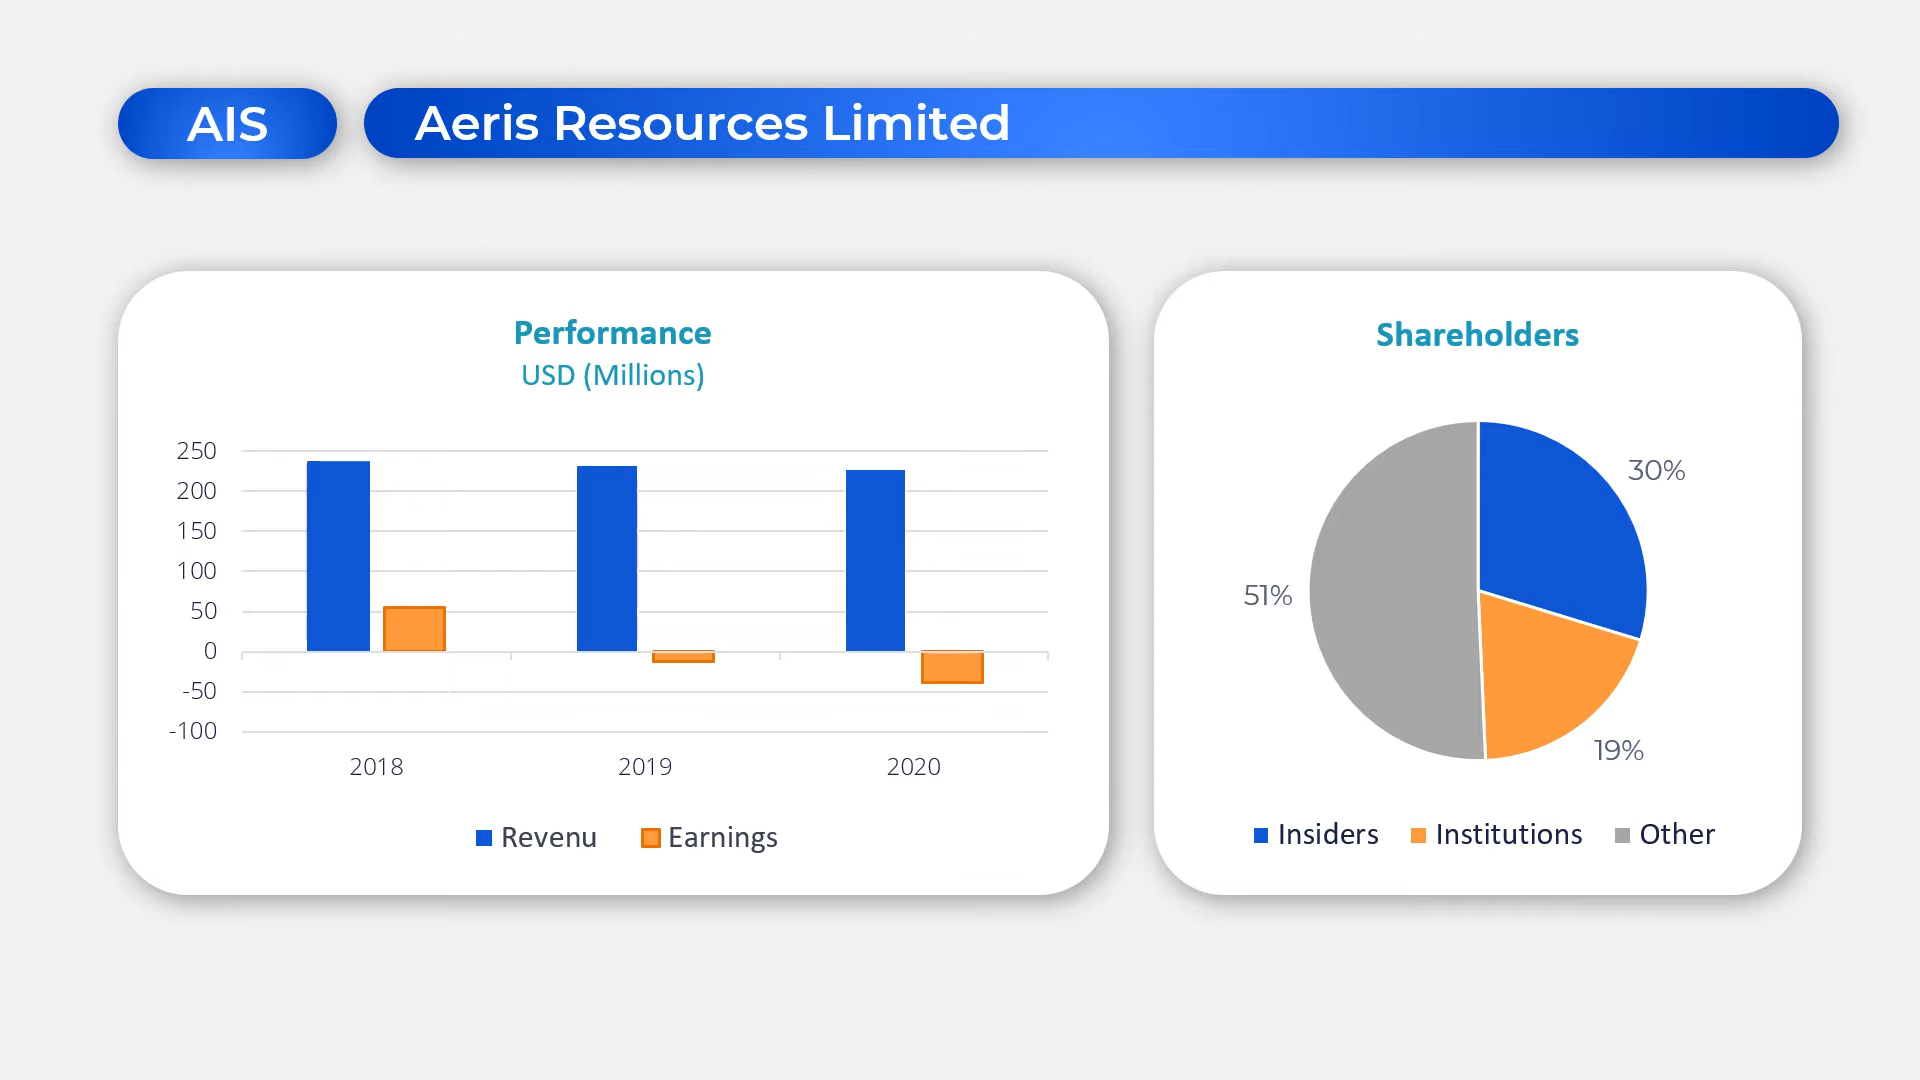 AIS
Aeris Resources Limited
Performance
USD (Millions)
250
200
150
100
50
0
-50
-100
2018 2019 2020
Revenu Earnings
Shareholders
30%
51%
19%
Insiders Institutions Other